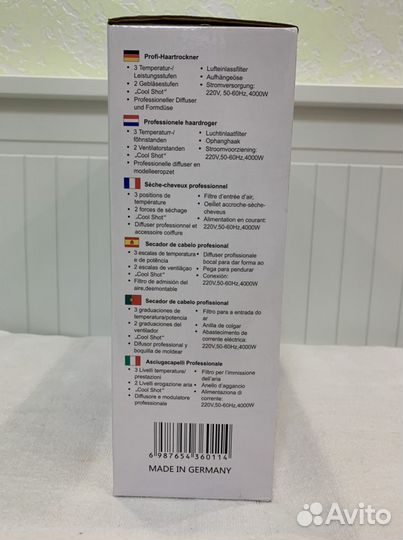 Profi-Haartrockner
• 3 Temperatur-/
Leistungsstufen
• 2 Gebläsestufen
• „Cool Shot"
• Professioneller Diffuser
und Formdüse
• Lufteinlassfilter
• Aufhängeöse
• Stromversorgung:
220V, 50-60Hz, 4000W
Professionele haardroger
• 3 Temperatur-/
föhnstanden
• 2 Ventilatorstanden
• „Cool Shot"
• Professionele diffuser en
modelleeropzet
• Luchtinlaatfilter
• Ophanghaak
• Stroomvoorziening:
220V,50-60Hz,4000W
Sèche-cheveux professionnel
• 3 positions de
température
• 2 forces de séchage
• „Cool Shot"
• Diffuser professionnel et
accesoire coiffure
• Filtre d'entrée d'air,
• Oeillet accroche-sèche-
cheveus
• Alimentation en courant:
220V,50-60Hz,4000W
Secador de cabelo profesional
• 3 escalas de temperatura
e de potência
• 2 escalas de ventilaçao
• „Cool Shot"
• Filtro de admisión del
aire,desmontable
• Diffusor profissionale
bocal para dar forma ao
• Pega para pendurar
• Conexión:
220V,50-60Hz,4000W
Secador de cabelo profissional
• 3 graduaciones de
temperatura/potencia
• 2 graduaciones del
ventilador
• „Cool Shot"
• Difusor profesional y
boquilla de moldear
• Filtro para a entrada do
ar
• Anilla de colgar
• Abastecimento de
corrente eléctrica:
220V,50-60Hz,4000W
Asciugacapelli Professionale
• 3 Livelli temperature/
prestazioni
• 2 Livelli erogazione aria
• „Cool Shot"
• Diffusore e modulatore
professionale
• Filtro per l'immissione
dell'aria
• Anello d'aggancio
• Alimentaziona di
corrente:
220V,50-60Hz,4000W
6 987654 360114
MADE IN GERMANY
Avito